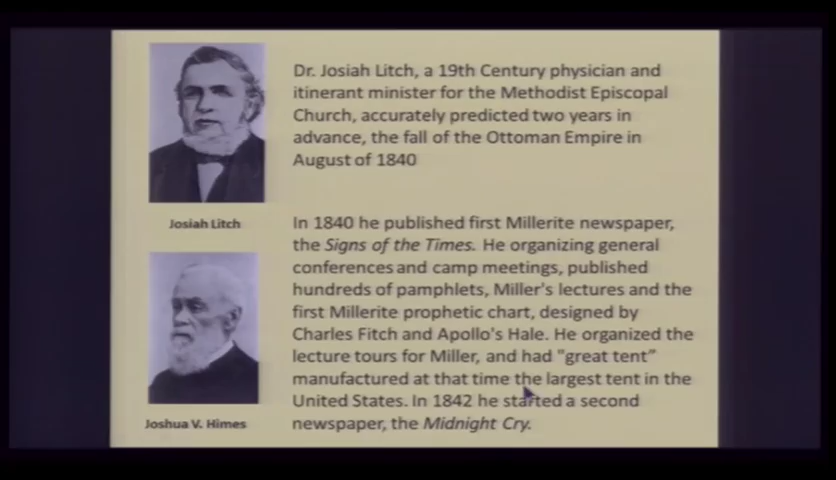 Dr. Josiah Litch, a 19th Century physician and
itinerant minister for the Methodist Episcopal
Church, accurately predicted two years in
advance, the fall of the Ottoman Empire in
August of 1840
Josiah Litch
In 1840 he published first Millerite newspaper,
the Signs of the Times. He organizing general
conferences and camp meetings, published
hundreds of pamphlets, Miller's lectures and the
first Millerite prophetic chart, designed by
Charles Fitch and Apollo's Hale. He organized the
lecture tours for Miller, and had "great tent"
manufactured at that time the largest tent in the
United States. In 1842 he started a second
newspaper, the Midnight Cry.
Joshua V. Himes